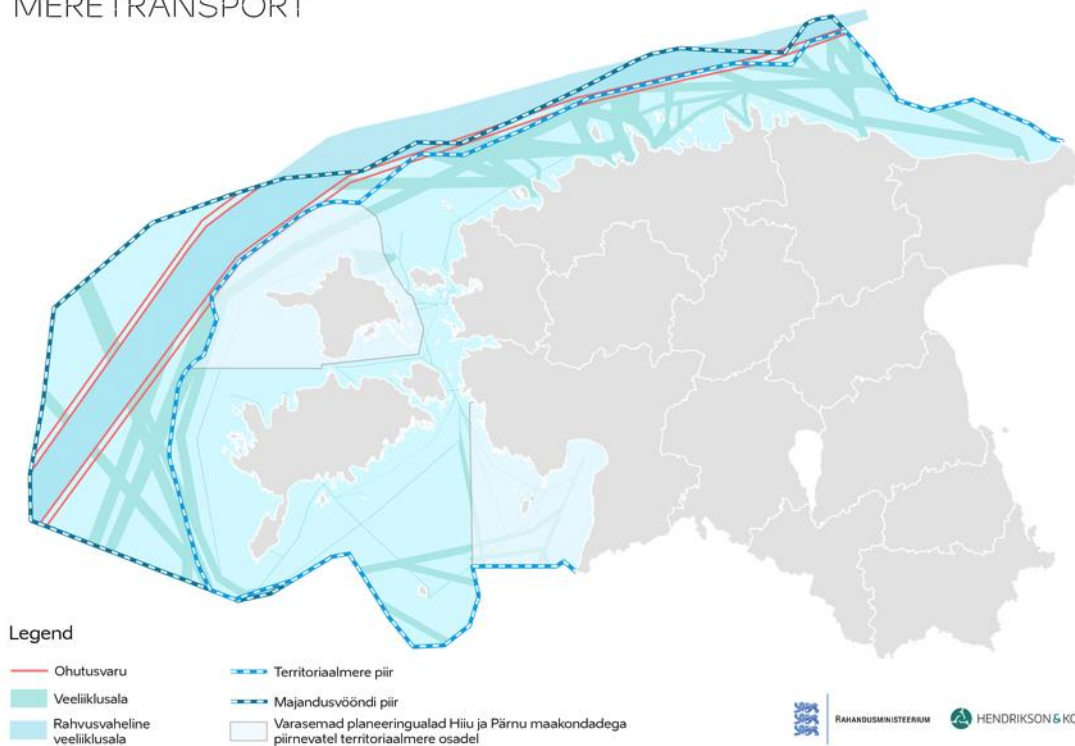 MERETRANSPORT
Legend
Ohutusvaru
Veeliiklusala
Rahvusvaheline
veeliiklusala
Territoriaalmere piir
Majandusvööndi piir
Varasemad planeeringualad Hiiu ja Pärnu maakondadega
piirnevatel territoriaalmere osadel
RAHANDUSMINISTEERIUM
HENDRIKSON & KO